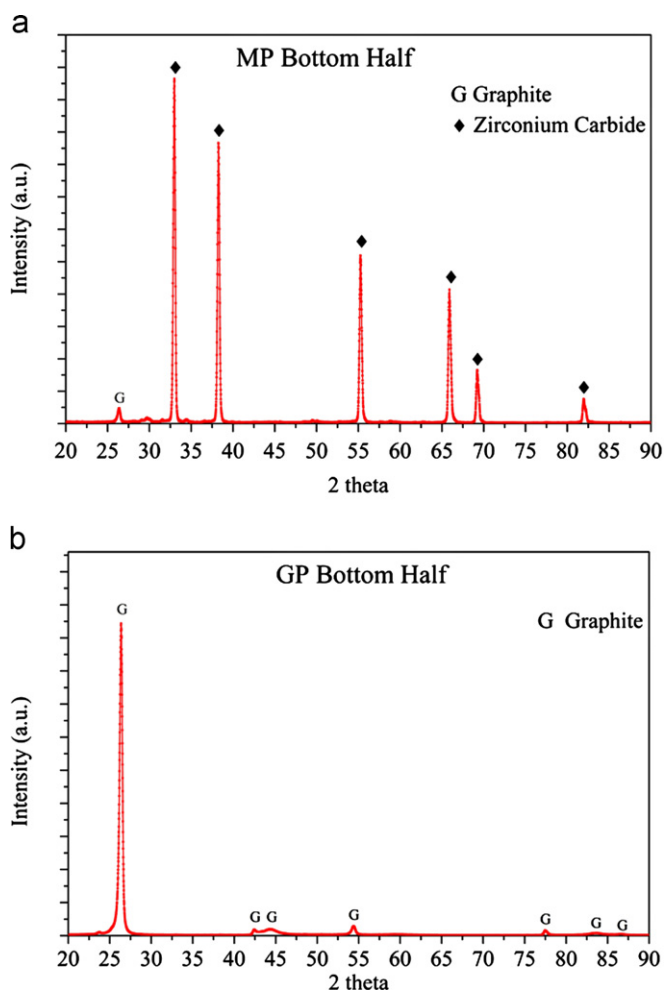 a
MP Bottom Half
G Graphite
◆ Zirconium Carbide
Intensity (a.u.)
G
20 25 30 35 40 45 50 55 60 65 70 75 80 85 90
2 theta
b
GP Bottom Half
G
G Graphite
Intensity (a.u.)
G G G G G G
20 25 30 35 40 45 50 55 60 65 70 75 80 85 90
2 theta